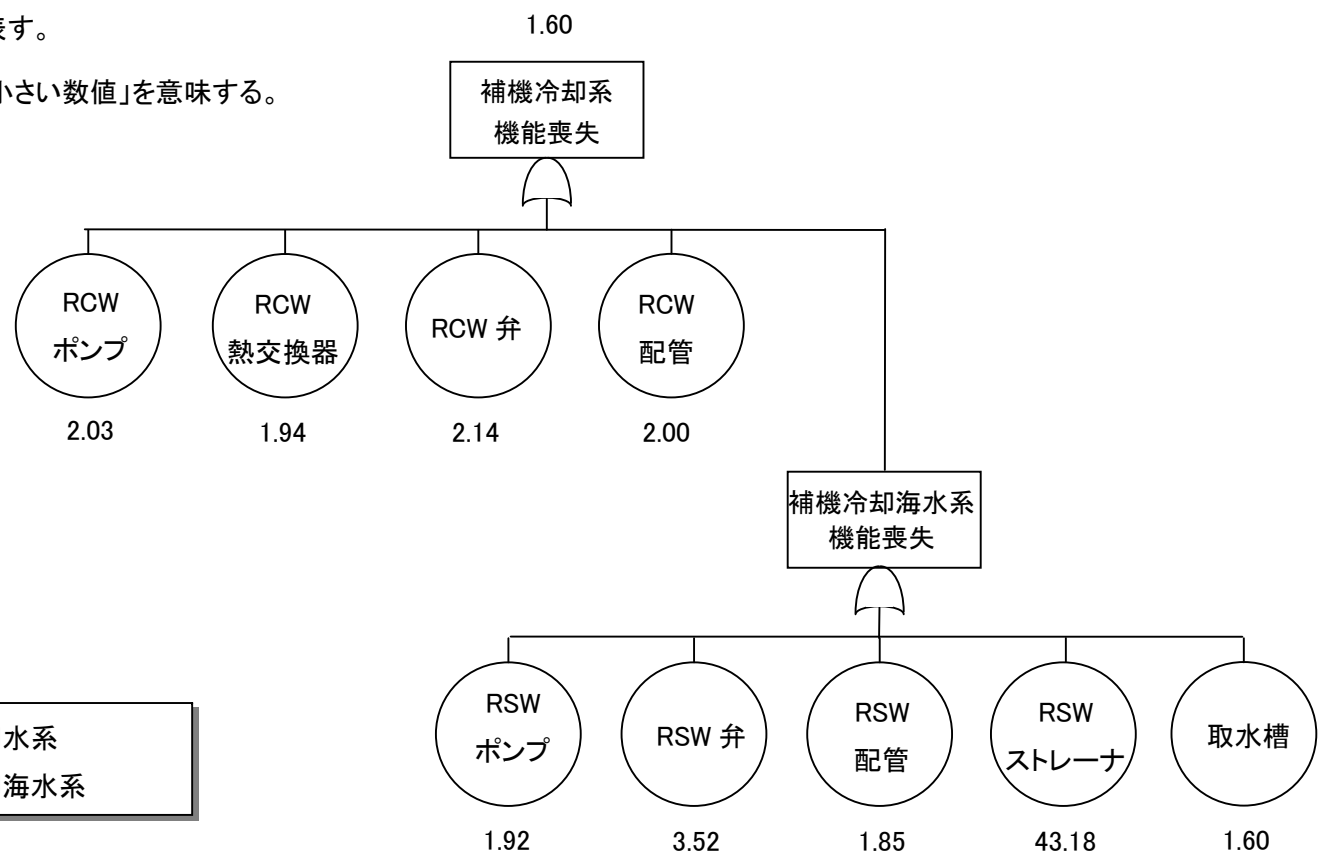 表す。
小さい数値」を意味する。
1.60
補機冷却系
機能喪失
RCW
ポンプ
RCW
熱交換器
RCW 弁
RCW
配管
2.03
1.94
2.14
2.00
補機冷却海水系
機能喪失
RSW
ポンプ
RSW 弁
RSW
配管
RSW
ストレーナ
取水槽
1.92
3.52
1.85
43.18
1.60
水系
海水系